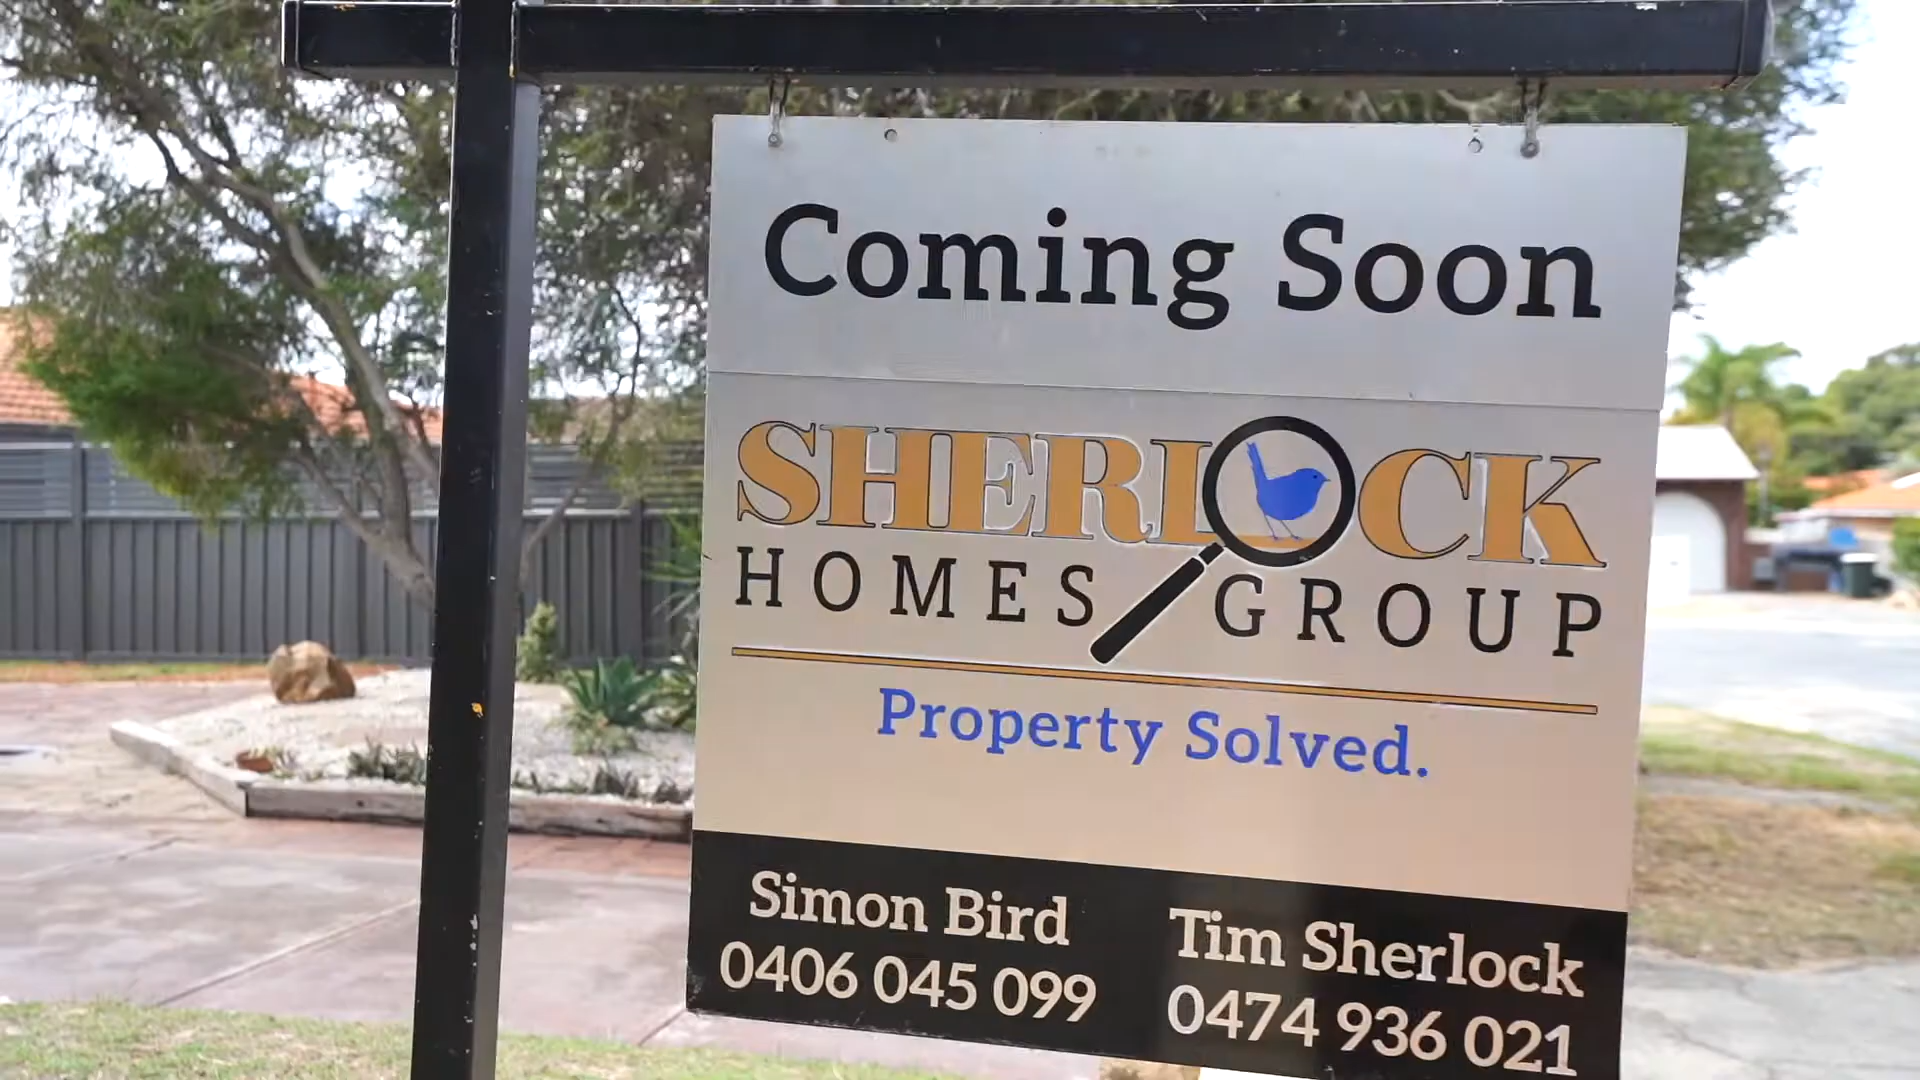 Coming Soon
SHERLOCK
HOMES GROUP
Property Solved.
Simon Bird
0406 045 099
Tim Sherlock
0474 936 021